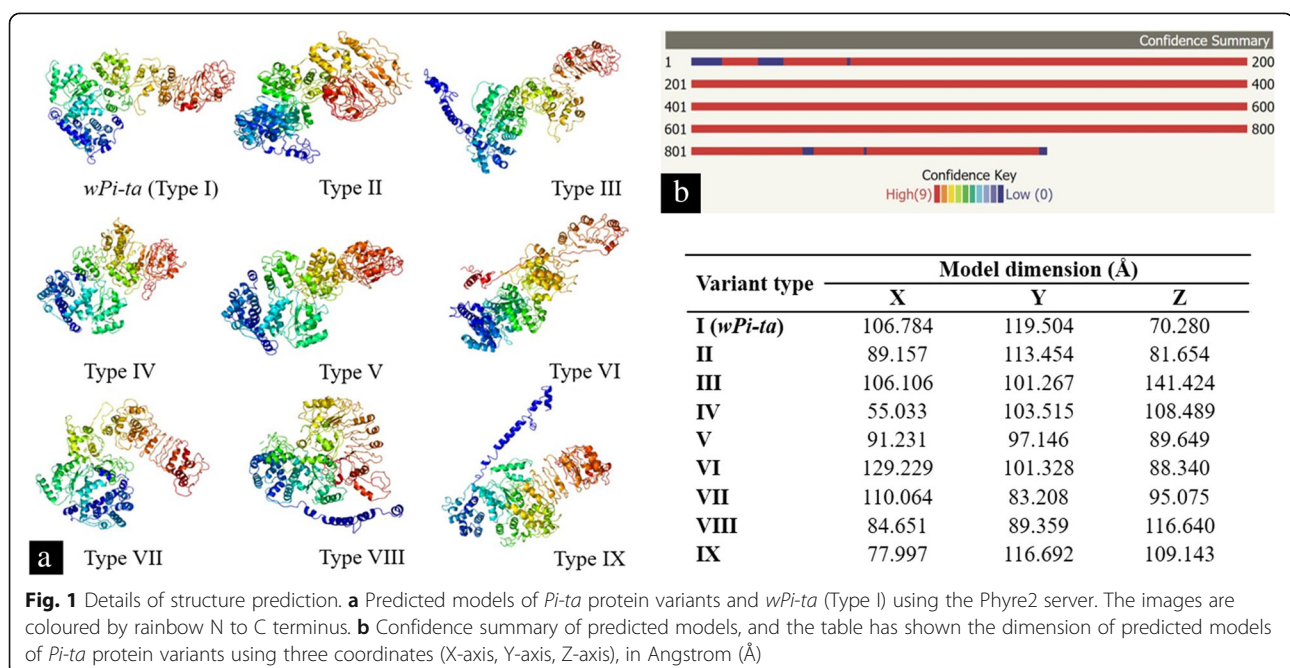 wPi-ta (Type I)
Type II
Type III
Type IV
Type V
Type VI
Type VII
Type VIII
Type IX
a
Confidence Summary
1 200
201 400
401 600
601 800
801
Confidence Key
High(9) Low (0)
b
Variant type Model dimension (Å)
X Y Z
I (wPi-ta) 106.784 119.504 70.280
II 89.157 113.454 81.654
III 106.106 101.267 141.424
IV 55.033 103.515 108.489
V 91.231 97.146 89.649
VI 129.229 101.328 88.340
VII 110.064 83.208 95.075
VIII 84.651 89.359 116.640
IX 77.997 116.692 109.143
Fig. 1 Details of structure prediction. a Predicted models of Pi-ta protein variants and wPi-ta (Type I) using the Phyre2 server. The images are
coloured by rainbow N to C terminus. b Confidence summary of predicted models, and the table has shown the dimension of predicted models
of Pi-ta protein variants using three coordinates (X-axis, Y-axis, Z-axis), in Angstrom (Å)